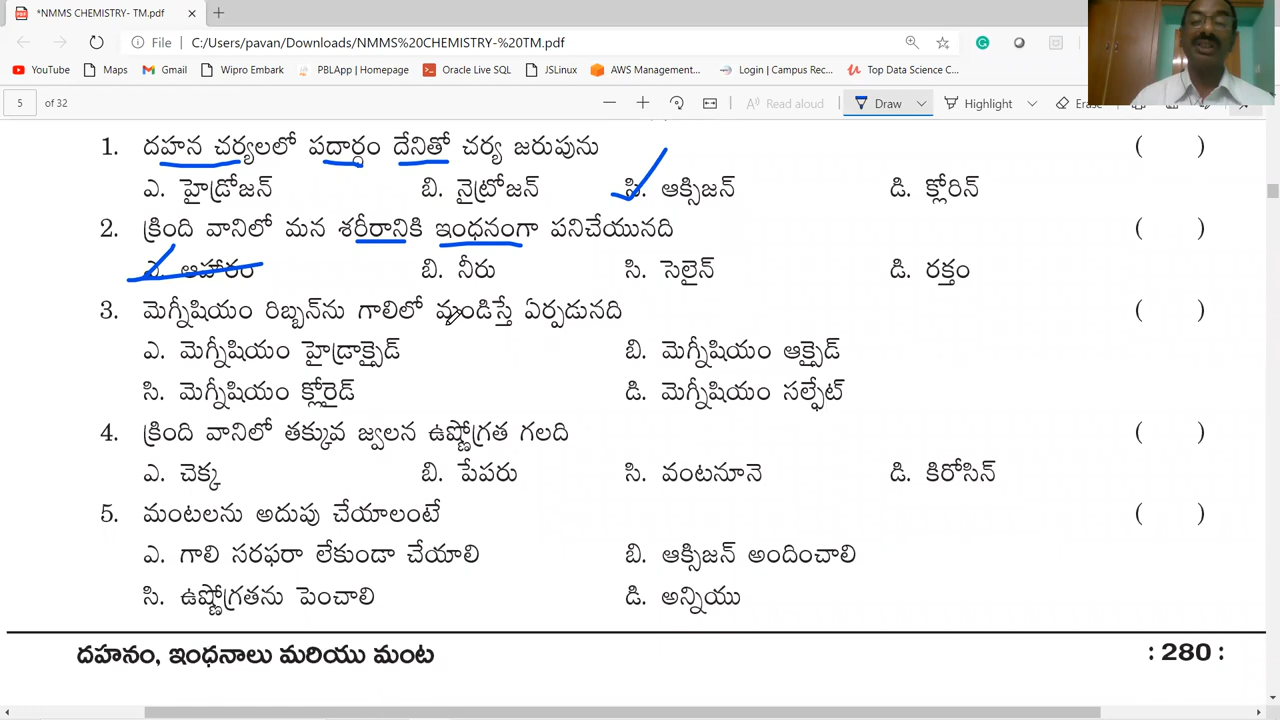 *NMMS CHEMISTRY- TM.pdf
File C:/Users/pavan/Downloads/NMMS%20CHEMISTRY-%20TM.pdf
YouTube Maps Gmail Wipro Embark PBLApp | Homepage Oracle Live SQL JSLinux AWS Management... Login | Campus Rec... Top Data Science C...
5 of 32 Read aloud Draw Highlight Erase
1. దహన చర్యలలో పదార్థం దేనితో చర్య జరుపును ( )
ఎ. హైడ్రోజన్ బి. నైట్రోజన్ సి. ఆక్సిజన్ డి. క్లోరిన్
2. క్రింది వానిలో మన శరీరానికి ఇంధనంగా పనిచేయునది ( )
ఎ. ఆహారం బి. నీరు సి. సెలైన్ డి. రక్తం
3. మెగ్నీషియం రిబ్బన్‌ను గాలిలో మండిస్తే ఏర్పడునది ( )
ఎ. మెగ్నీషియం హైడ్రాక్సైడ్ బి. మెగ్నీషియం ఆక్సైడ్
సి. మెగ్నీషియం క్లోరైడ్ డి. మెగ్నీషియం సల్ఫేట్
4. క్రింది వానిలో తక్కువ జ్వలన ఉష్ణోగ్రత గలది ( )
ఎ. చెక్క బి. పేపరు సి. వంటనూనె డి. కిరోసిన్
5. మంటలను అదుపు చేయాలంటే ( )
ఎ. గాలి సరఫరా లేకుండా చేయాలి బి. ఆక్సిజన్ అందించాలి
సి. ఉష్ణోగ్రతను పెంచాలి డి. అన్నియు
దహనం, ఇంధనాలు మరియు మంట : 280 :